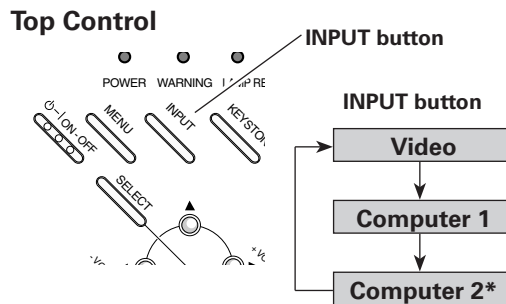 Top Control
INPUT button
POWER WARNING
ON-OFF
MENU
INPUT
SELECT
INPUT button
Video
Computer 1
Computer 2*